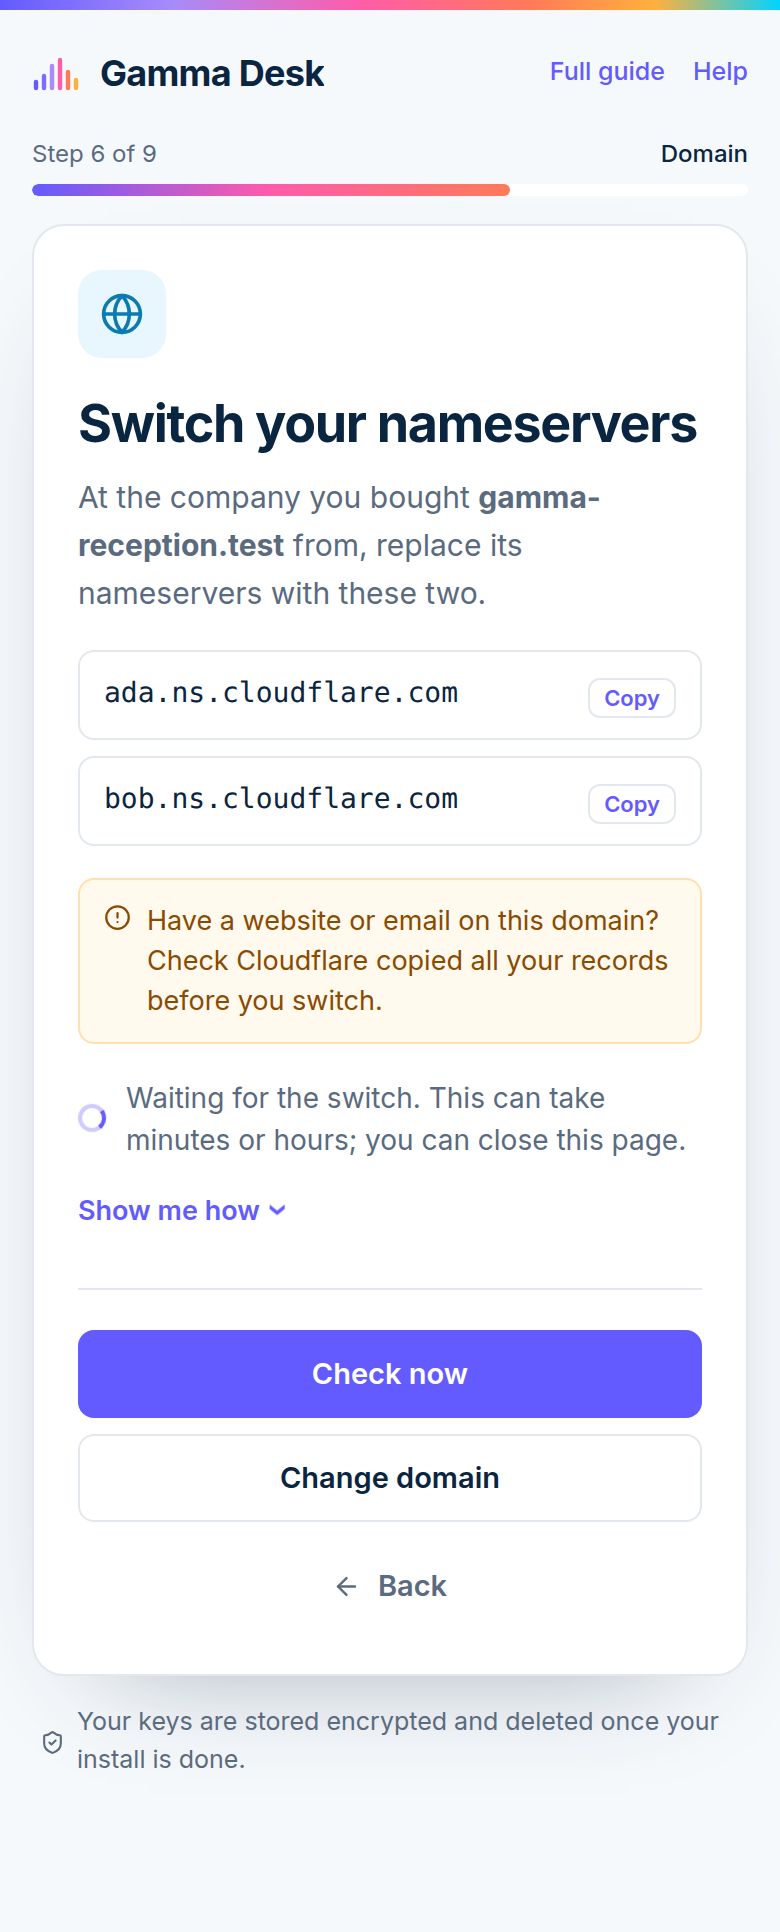 Gamma Desk
Full guide
Help
Step 6 of 9
Domain
Switch your nameservers
At the company you bought gamma-
reception.test from, replace its
nameservers with these two.
ada.ns.cloudflare.com
Copy
bob.ns.cloudflare.com
Copy
Have a website or email on this domain?
Check Cloudflare copied all your records
before you switch.
Waiting for the switch. This can take
minutes or hours; you can close this page.
Show me how
Check now
Change domain
Back
Your keys are stored encrypted and deleted once your
install is done.